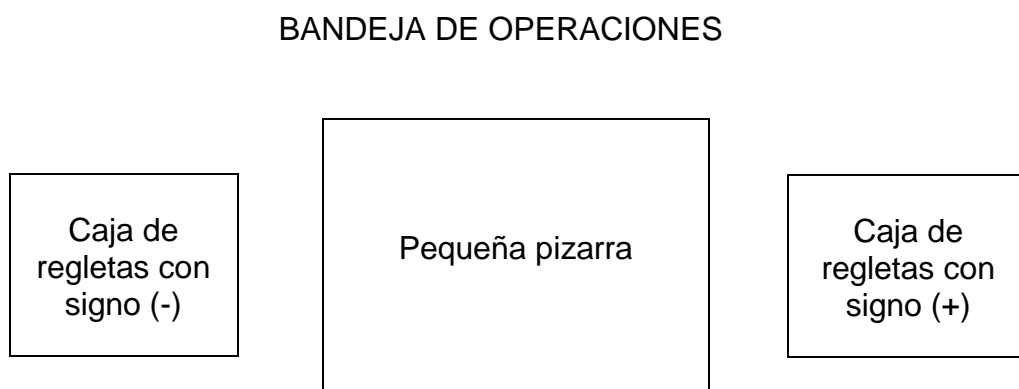 BANDEJA DE OPERACIONES
Caja de
regletas con
signo (-)
Pequeña pizarra
Caja de
regletas con
signo (+)